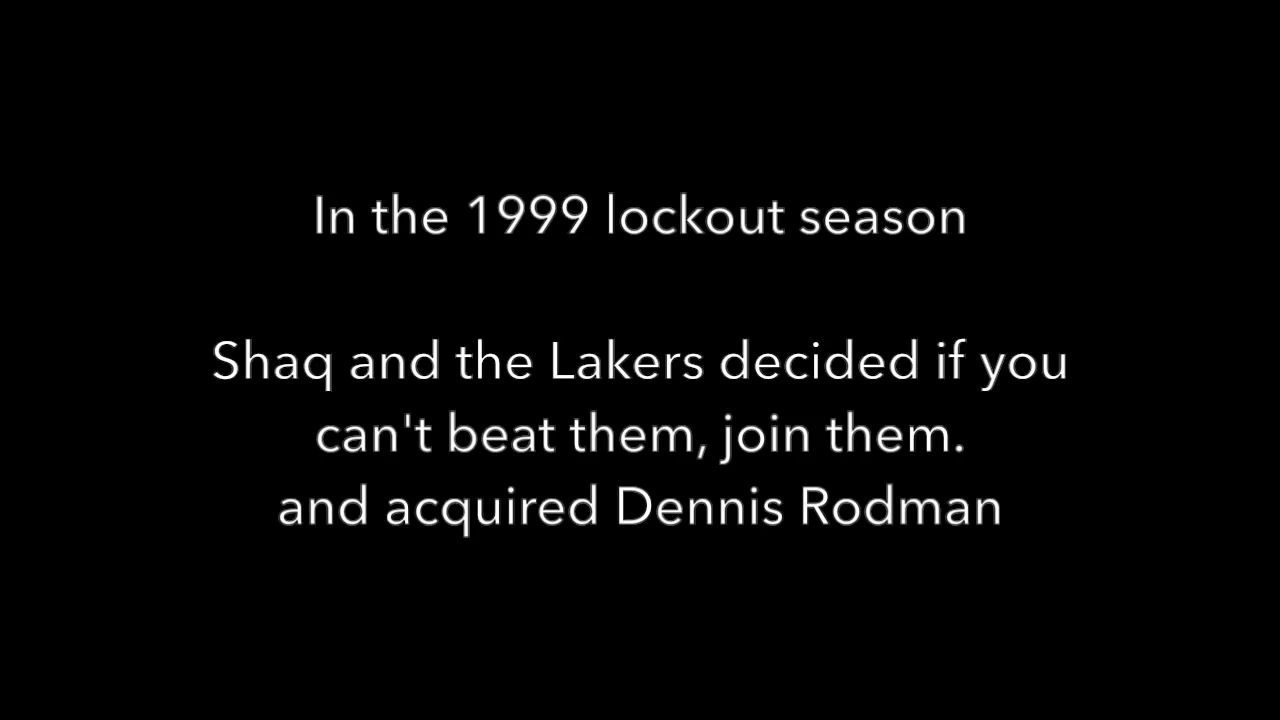 In the 1999 lockout season
Shaq and the Lakers decided if you
can't beat them, join them.
and acquired Dennis Rodman